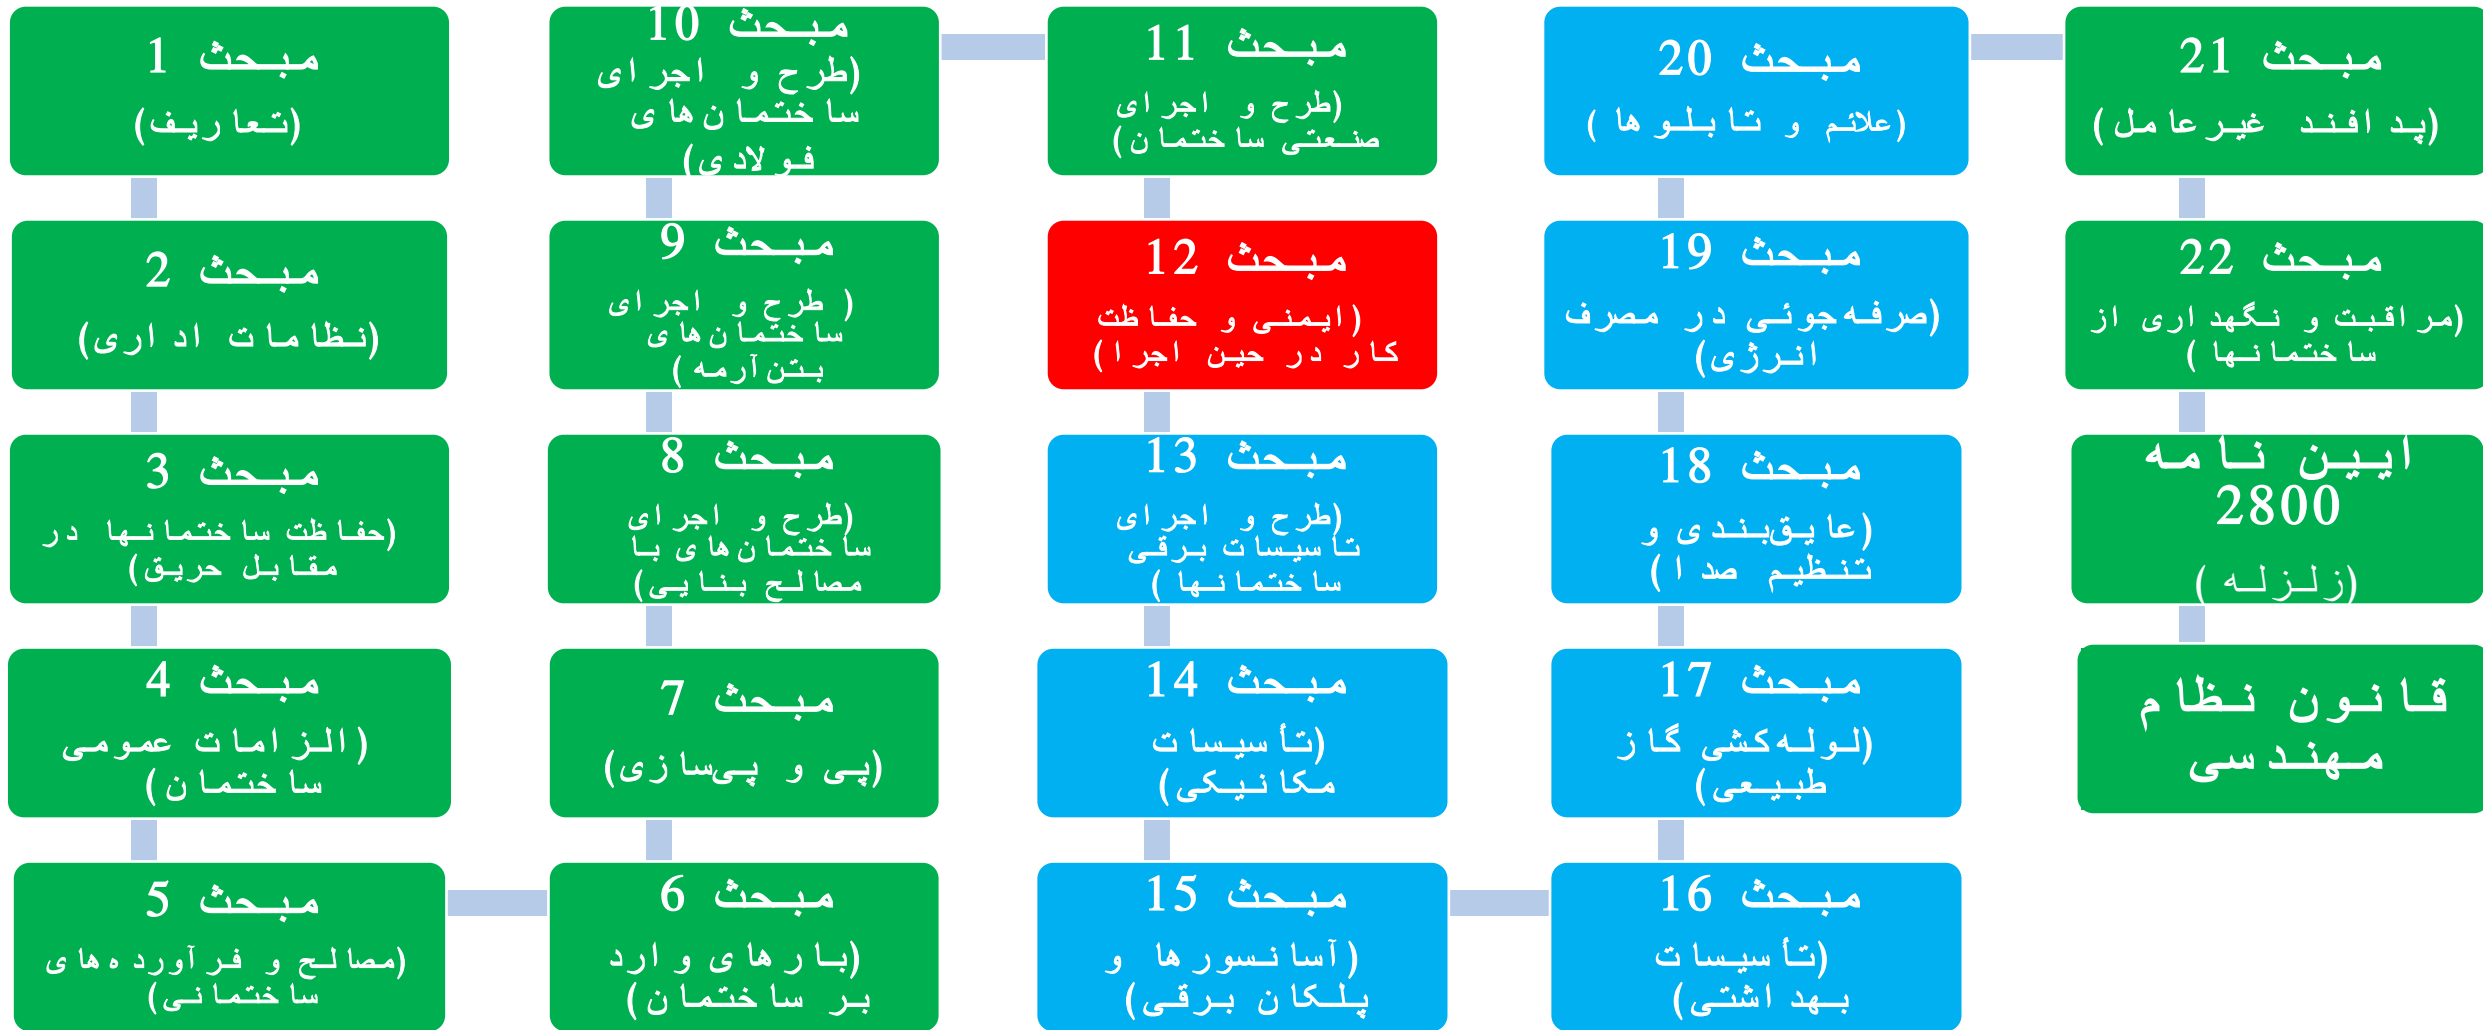 مبحث 1
(تعاریف)
مبحث 2
(نظامات اداری)
مبحث 3
(حفاظت ساختمانها در
مقابل حریق)
مبحث 4
(الزامات عمومی
ساختمان)
مبحث 5
(مصالح و فرآورده‌های
ساختمانی)
مبحث 6
(بارهای وارد
بر ساختمان)
مبحث 7
(پی و پی‌سازی)
مبحث 8
(طرح و اجرای
ساختمان‌های با
مصالح بنایی)
مبحث 9
( طرح و اجرای
ساختمان‌های
بتن‌آرمه)
مبحث 10
(طرح و اجرای
ساختمان‌های
فولادی)
مبحث 11
(طرح و اجرای
صنعتی ساختمان)
مبحث 12
(ایمنی و حفاظت
کار در حین اجرا)
مبحث 13
(طرح و اجرای
تاسیسات برقی
ساختمانها)
مبحث 14
(تأسیسات
مکانیکی)
مبحث 15
(آسانسورها و
پلکان برقی)
مبحث 16
(تأسیسات
بهداشتی)
مبحث 17
(لوله‌کشی گاز
طبیعی)
مبحث 18
(عایق‌بندی و
تنظیم صدا)
مبحث 19
(صرفه‌جوئی در مصرف
انرژی)
مبحث 20
(علائم و تابلوها)
مبحث 21
(پدافند غیرعامل)
مبحث 22
(مراقبت و نگهداری از
ساختمانها)
ایین نامه
2800
(زلزله)
قانون نظام
مهندسی